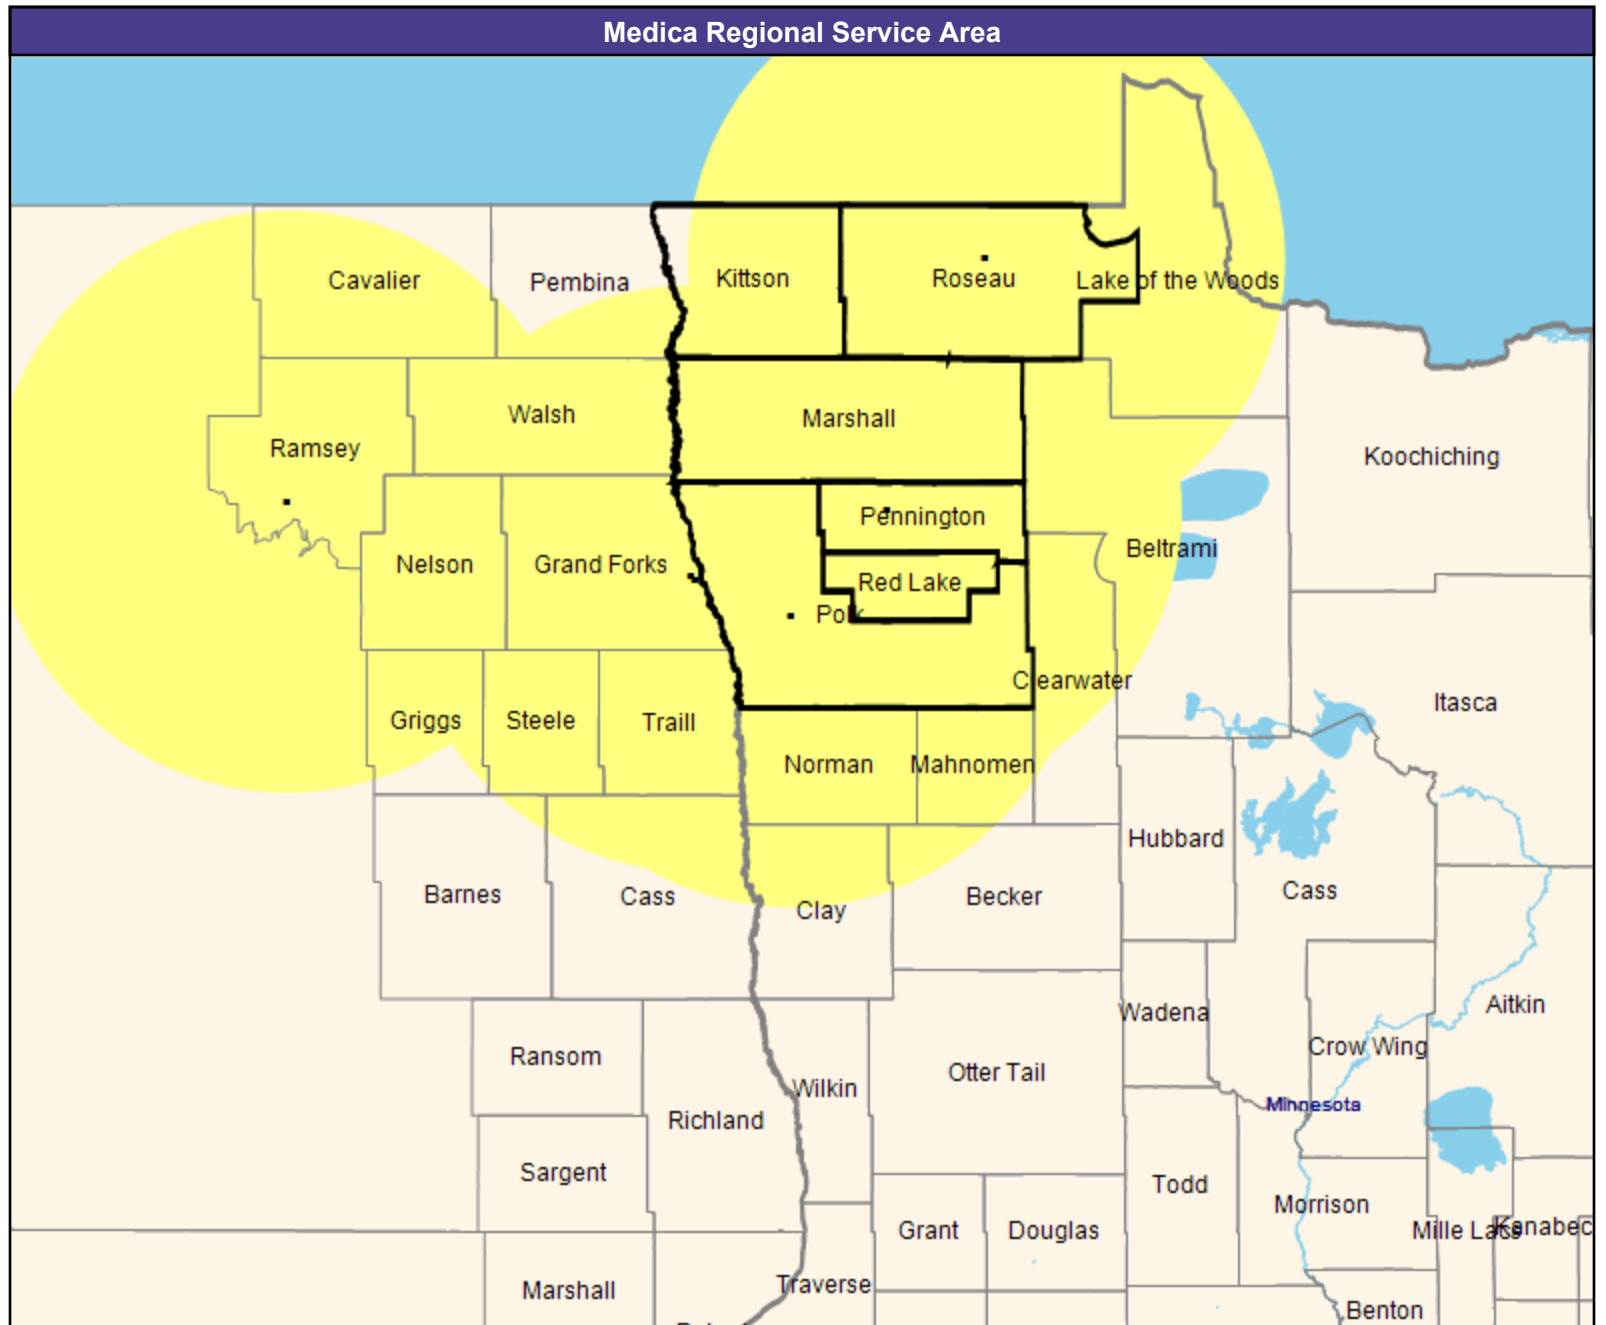 Medica Regional Service Area
Cavalier
Pembina
Kittson
Roseau
Lake of the Woods
Walsh
Marshall
Ramsey
Koochiching
Pennington
Beltrami
Nelson
Grand Forks
Red Lake
Polk
Clearwater
Griggs
Steele
Traill
Itasca
Norman
Mahnomen
Hubbard
Barnes
Cass
Clay
Becker
Cass
Wadena
Aitkin
Ransom
Otter Tail
Crow Wing
Wilkin
Minnesota
Richland
Sargent
Todd
Morrison
Grant
Douglas
Mille Lacs
Kanabec
Marshall
Traverse
Benton